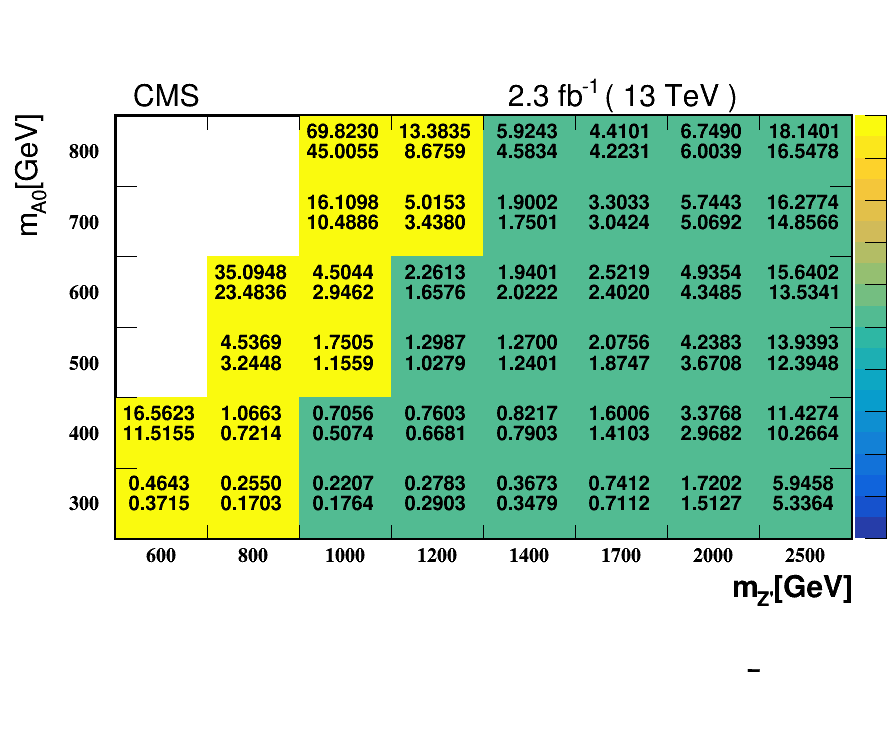 CMS 2.3 fb-1 ( 13 TeV )
mA0[GeV]
69.8230 13.3835 5.9243 4.4101 6.7490 18.1401
800 45.0055 8.6759 4.5834 4.2231 6.0039 16.5478
16.1098 5.0153 1.9002 3.3033 5.7443 16.2774
700 10.4886 3.4380 1.7501 3.0424 5.0692 14.8566
35.0948 4.5044 2.2613 1.9401 2.5219 4.9354 15.6402
600 23.4836 2.9462 1.6576 2.0222 2.4020 4.3485 13.5341
4.5369 1.7505 1.2987 1.2700 2.0756 4.2383 13.9393
500 3.2448 1.1559 1.0279 1.2401 1.8747 3.6708 12.3948
16.5623 1.0663 0.7056 0.7603 0.8217 1.6006 3.3768 11.4274
400 11.5155 0.7214 0.5074 0.6681 0.7903 1.4103 2.9682 10.2664
0.4643 0.2550 0.2207 0.2783 0.3673 0.7412 1.7202 5.9458
300 0.3715 0.1703 0.1764 0.2903 0.3479 0.7112 1.5127 5.3364
600 800 1000 1200 1400 1700 2000 2500
mZ'[GeV]
–